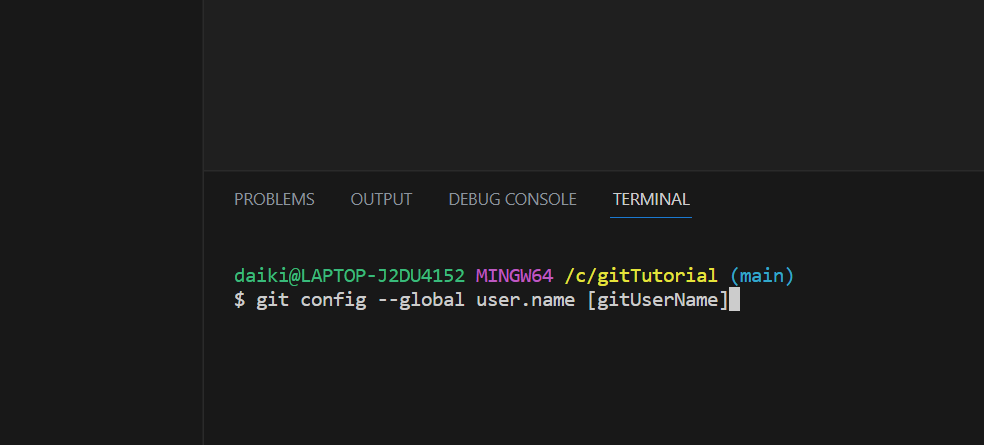 PROBLEMS OUTPUT DEBUG CONSOLE TERMINAL
daiki@LAPTOP-J2DU4152 MINGW64 /c/gitTutorial (main)
$ git config --global user.name [gitUserName]